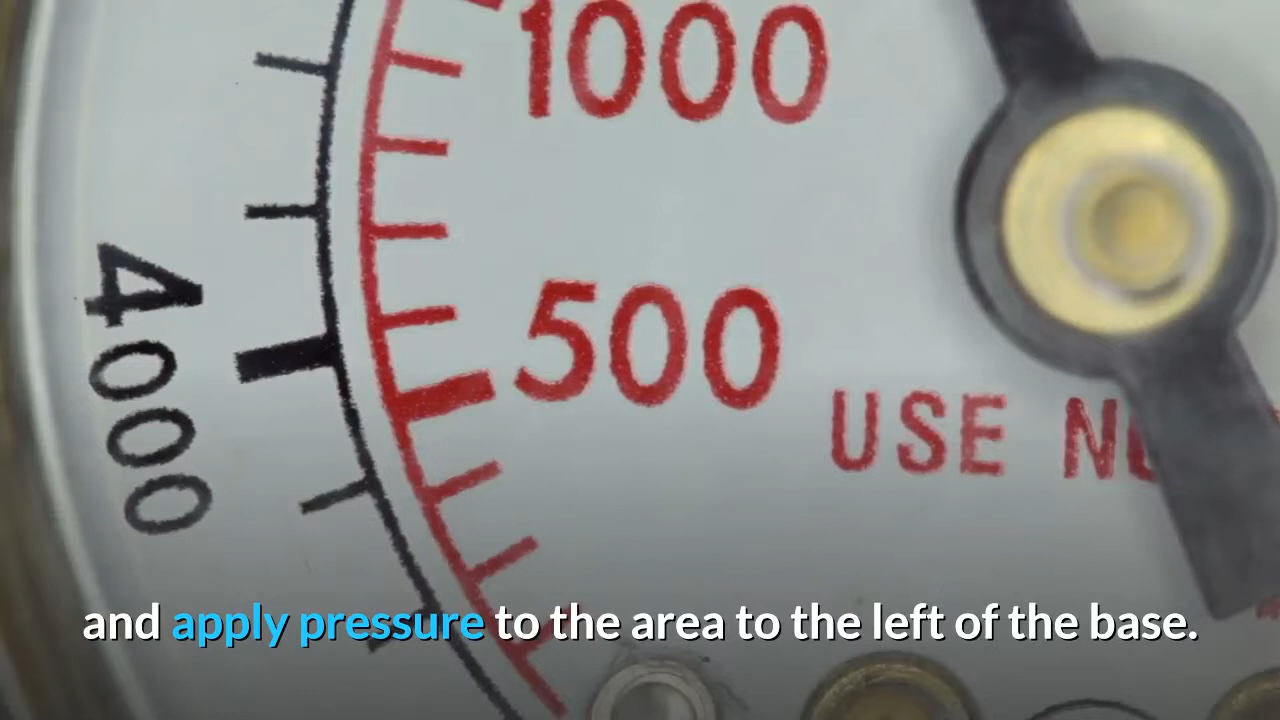 1000
500
4000
USE
and apply pressure to the area to the left of the base.